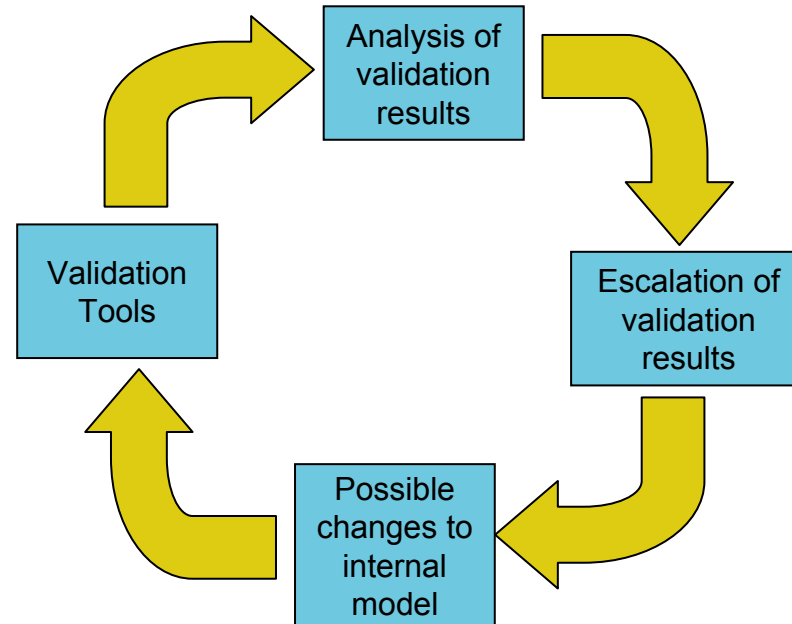 Analysis of
validation
results
Validation
Tools
Escalation of
validation
results
Possible
changes to
internal
model